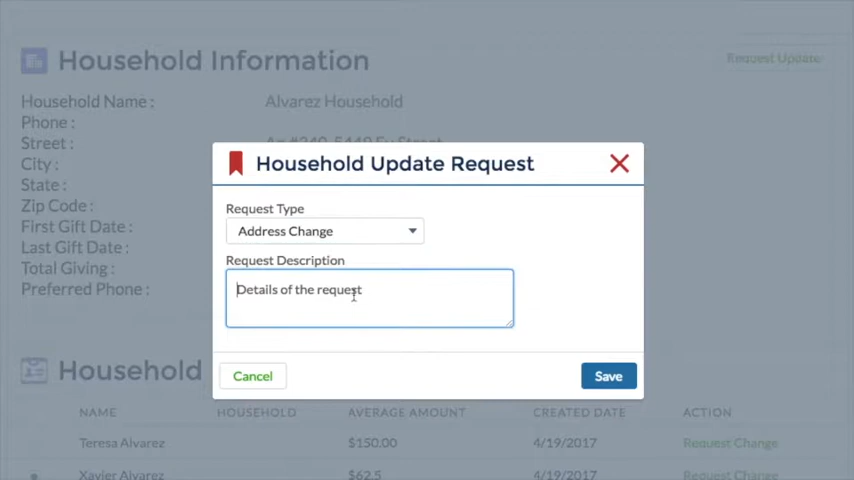 Household Information
Request Update
Household Name : Alvarez Household
Phone :
Street :
City :
State :
Zip Code :
First Gift Date :
Last Gift Date :
Total Giving :
Preferred Phone :
Household Update Request
Request Type
Address Change
Request Description
Details of the request
Cancel
Save
Household
NAME HOUSEHOLD AVERAGE AMOUNT CREATED DATE ACTION
Teresa Alvarez $150.00 4/19/2017 Request Change
Xavier Alvarez $62.5 4/19/2017 Request Change